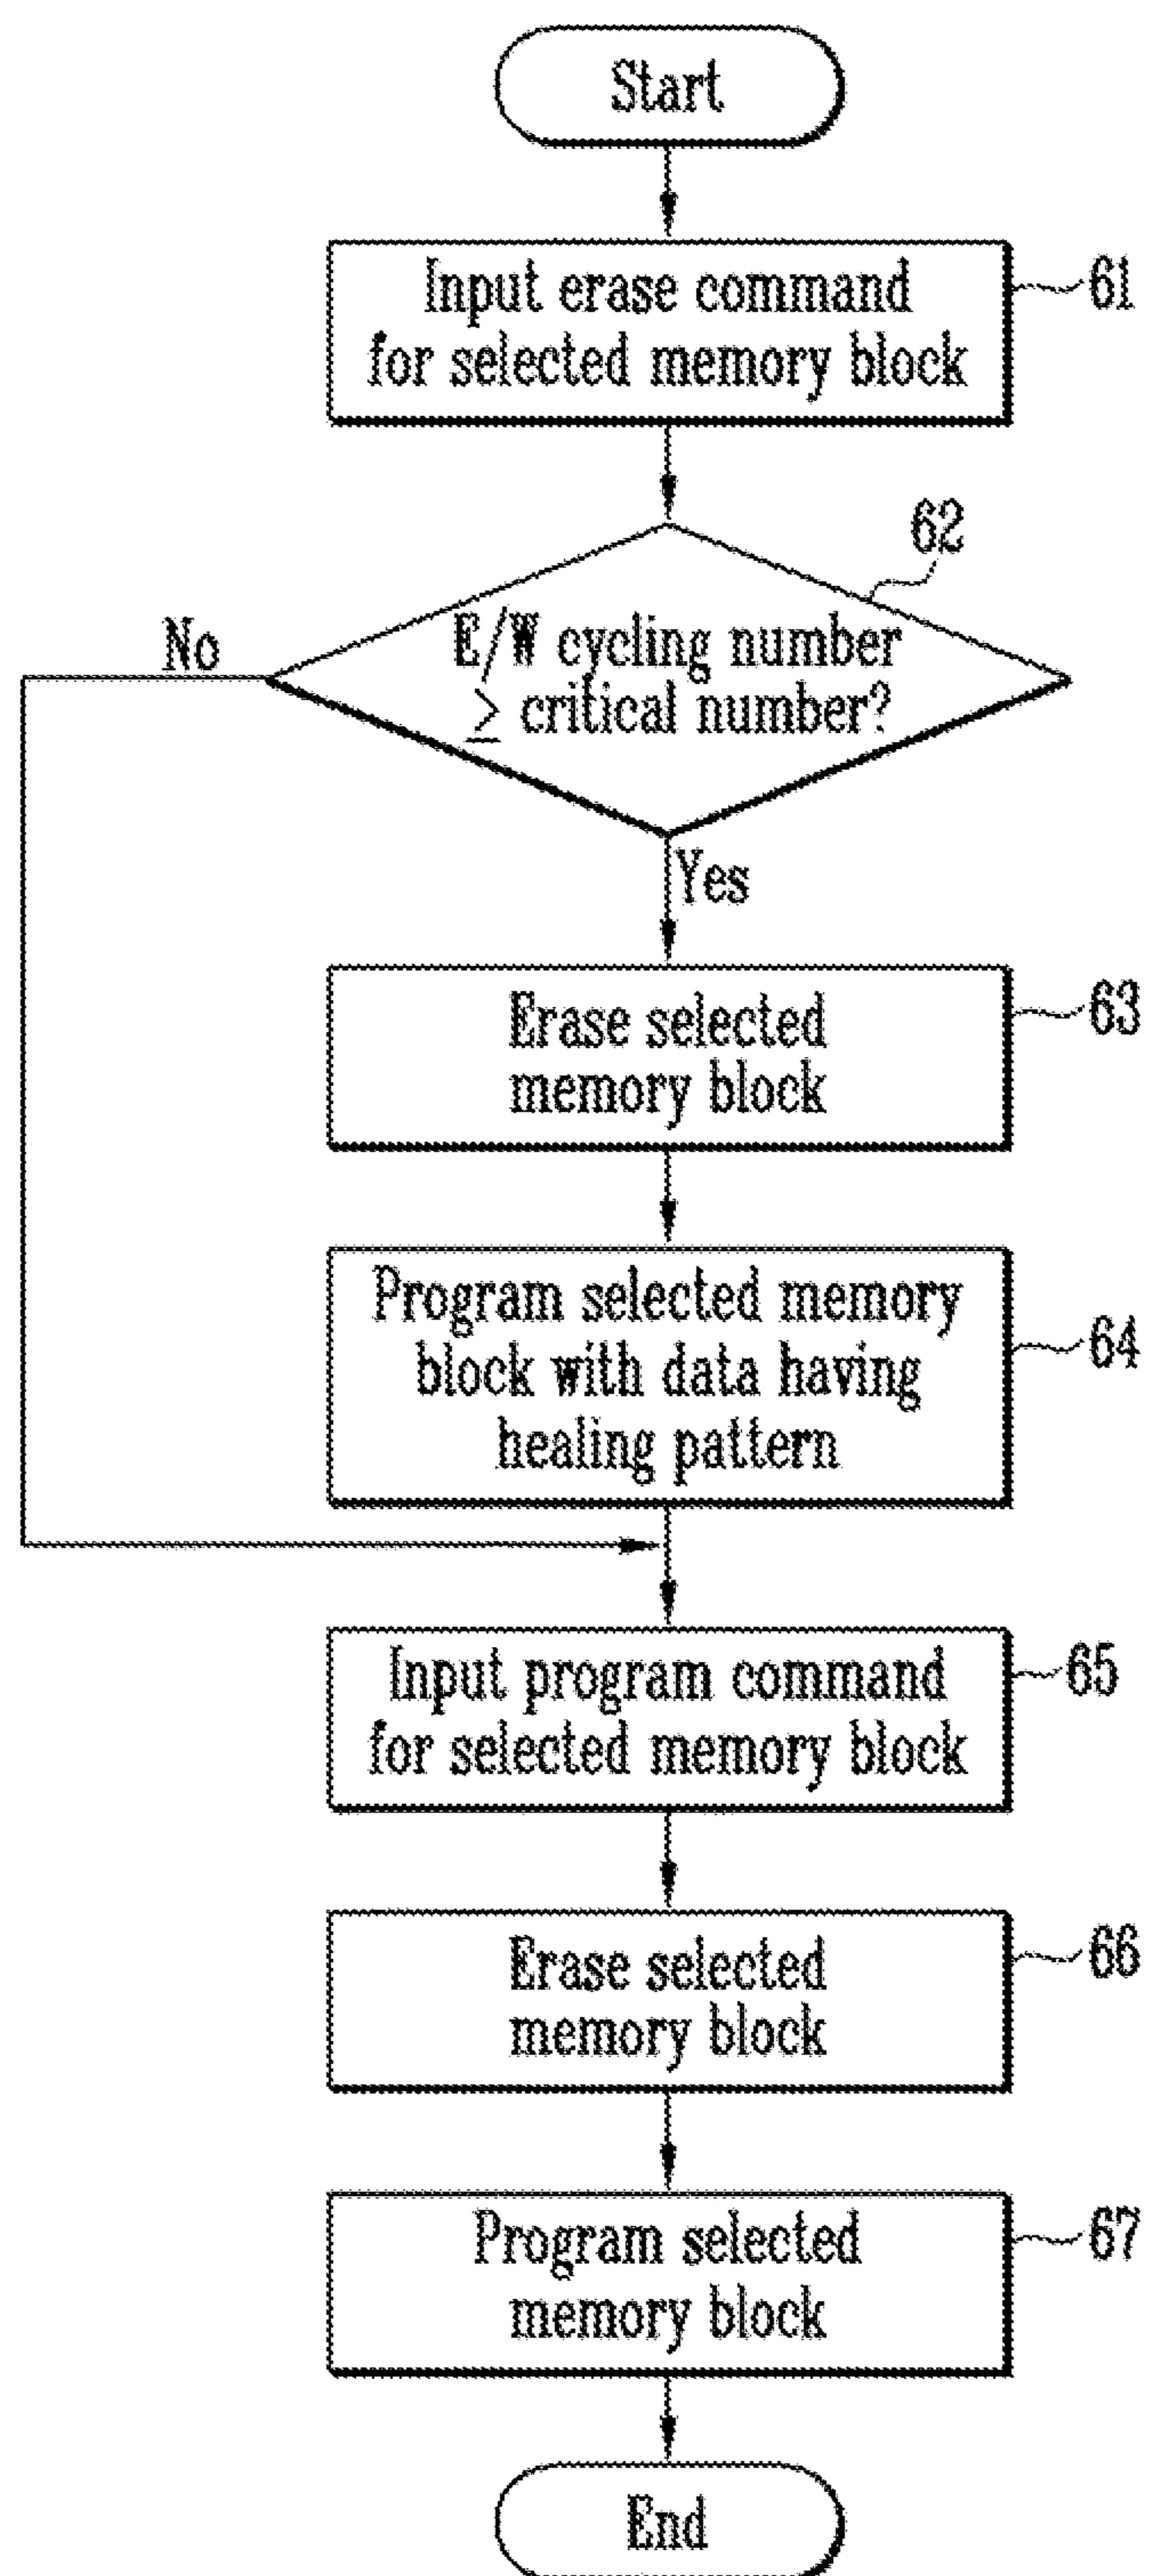 Start
Input erase command
for selected memory block
61
62
E/W cycling number
≥ critical number?
No
Yes
Erase selected
memory block
63
Program selected memory
block with data having
healing pattern
64
Input program command
for selected memory block
65
Erase selected
memory block
66
Program selected
memory block
67
End